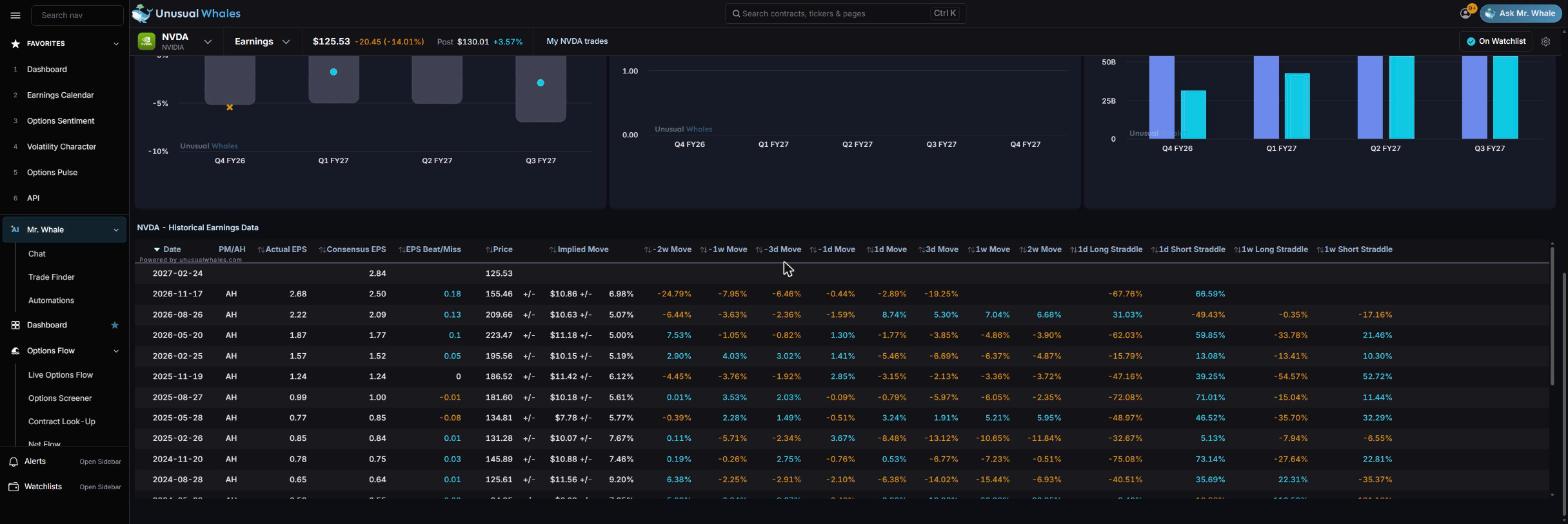 Search nav
Unusual Whales
Search contracts, tickers & pages
Ctrl K
9+
Ask Mr. Whale
FAVORITES
NVDA
NVIDIA
Earnings
$125.53 -20.45 (-14.01%)
Post $130.01 +3.57%
My NVDA trades
On Watchlist
1 Dashboard
2 Earnings Calendar
3 Options Sentiment
4 Volatility Character
5 Options Pulse
6 API
AI Mr. Whale
Chat
Trade Finder
Automations
Dashboard
Options Flow
Live Options Flow
Options Screener
Contract Look-Up
Net Flow
Alerts Open Sidebar
Watchlists Open Sidebar
-5%
-10%
Unusual Whales
Q4 FY26 Q1 FY27 Q2 FY27 Q3 FY27
1.00
0.00
Unusual Whales
Q4 FY26 Q1 FY27 Q2 FY27 Q3 FY27 Q4 FY27
50B
25B
0
Unusual Whales
Q4 FY26 Q1 FY27 Q2 FY27 Q3 FY27
NVDA - Historical Earnings Data
Date PM/AH Actual EPS Consensus EPS EPS Beat/Miss Price Implied Move -2w Move -1w Move -3d Move -1d Move 1d Move 3d Move 1w Move 2w Move 1d Long Straddle 1d Short Straddle 1w Long Straddle 1w Short Straddle
Powered by unusualwhales.com
2027-02-24 2.84 125.53
2026-11-17 AH 2.68 2.50 0.18 155.46 +/- $10.86 +/- 6.98% -24.79% -7.95% -6.46% -0.44% -2.89% -19.25% -67.76% 66.59%
2026-08-26 AH 2.22 2.09 0.13 209.66 +/- $10.63 +/- 5.07% -6.44% -3.63% -2.36% -1.59% 8.74% 5.30% 7.04% 6.68% 31.03% -49.43% -0.35% -17.16%
2026-05-20 AH 1.87 1.77 0.1 223.47 +/- $11.18 +/- 5.00% 7.53% -1.05% -0.82% 1.30% -1.77% -3.85% -4.86% -3.90% -62.03% 59.85% -33.78% 21.46%
2026-02-25 AH 1.57 1.52 0.05 195.56 +/- $10.15 +/- 5.19% 2.90% 4.03% 3.02% 1.41% -5.46% -6.69% -6.37% -4.87% -15.79% 13.08% -13.41% 10.30%
2025-11-19 AH 1.24 1.24 0 186.52 +/- $11.42 +/- 6.12% -4.45% -3.76% -1.92% 2.85% -3.15% -2.13% -3.36% -3.72% -47.16% 39.25% -54.57% 52.72%
2025-08-27 AH 0.99 1.00 -0.01 181.60 +/- $10.18 +/- 5.61% 0.01% 3.53% 2.03% -0.09% -0.79% -5.97% -6.05% -2.35% -72.08% 71.01% -15.04% 11.44%
2025-05-28 AH 0.77 0.85 -0.08 134.81 +/- $7.78 +/- 5.77% -0.39% 2.28% 1.49% -0.51% 3.24% 1.91% 5.21% 5.95% -48.97% 46.52% -35.70% 32.29%
2025-02-26 AH 0.85 0.84 0.01 131.28 +/- $10.07 +/- 7.67% 0.11% -5.71% -2.34% 3.67% -8.48% -13.12% -10.65% -11.84% -32.67% 5.13% -7.94% -6.55%
2024-11-20 AH 0.78 0.75 0.03 145.89 +/- $10.88 +/- 7.46% 0.19% -0.26% 2.75% -0.76% 0.53% -6.77% -7.23% -0.51% -75.08% 73.14% -27.64% 22.81%
2024-08-28 AH 0.65 0.64 0.01 125.61 +/- $11.56 +/- 9.20% 6.38% -2.25% -2.91% -2.10% -6.38% -14.02% -15.44% -6.93% -40.51% 35.69% 22.31% -35.37%